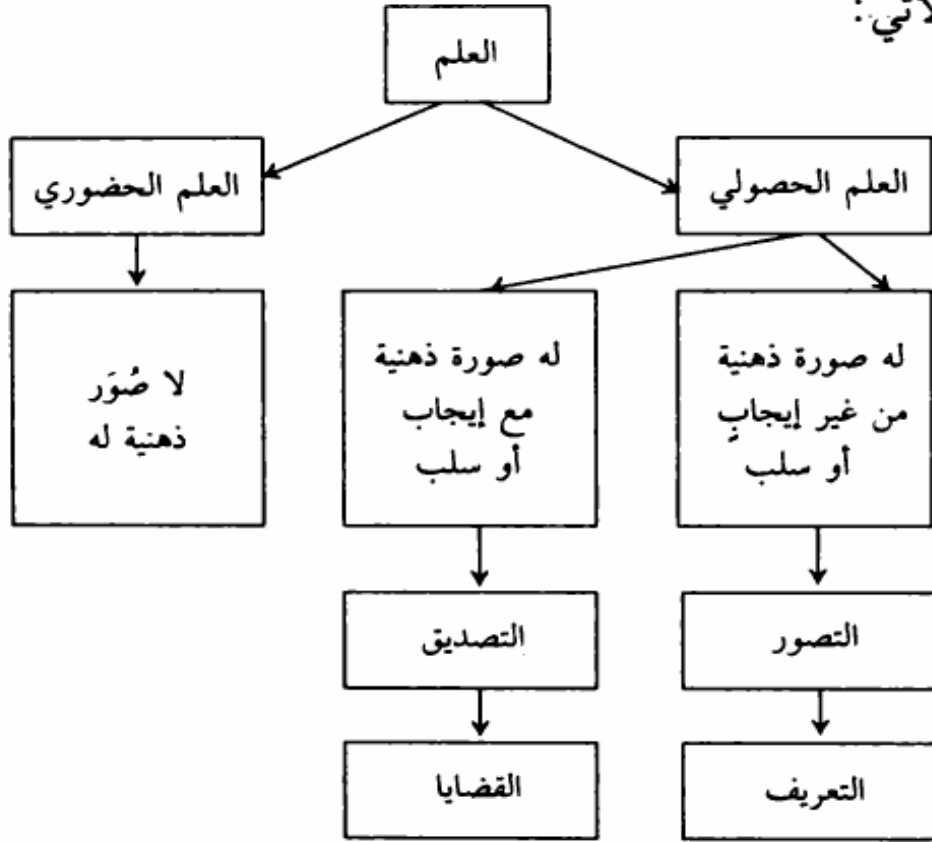 لآتي:
العلم
العلم الحصولي
العلم الحضوري
له صورة ذهنية
من غير إيجابٍ
أو سلب
له صورة ذهنية
مع إيجاب
أو سلب
لا صُوَر
ذهنية له
التصور
التصديق
التعريف
القضايا